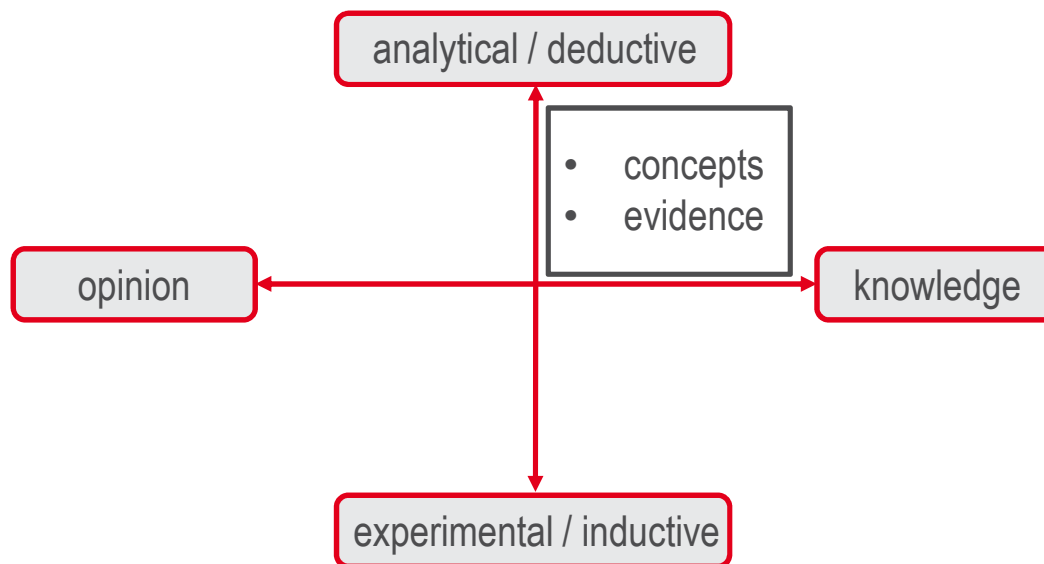 analytical / deductive
• concepts
• evidence
opinion
knowledge
experimental / inductive